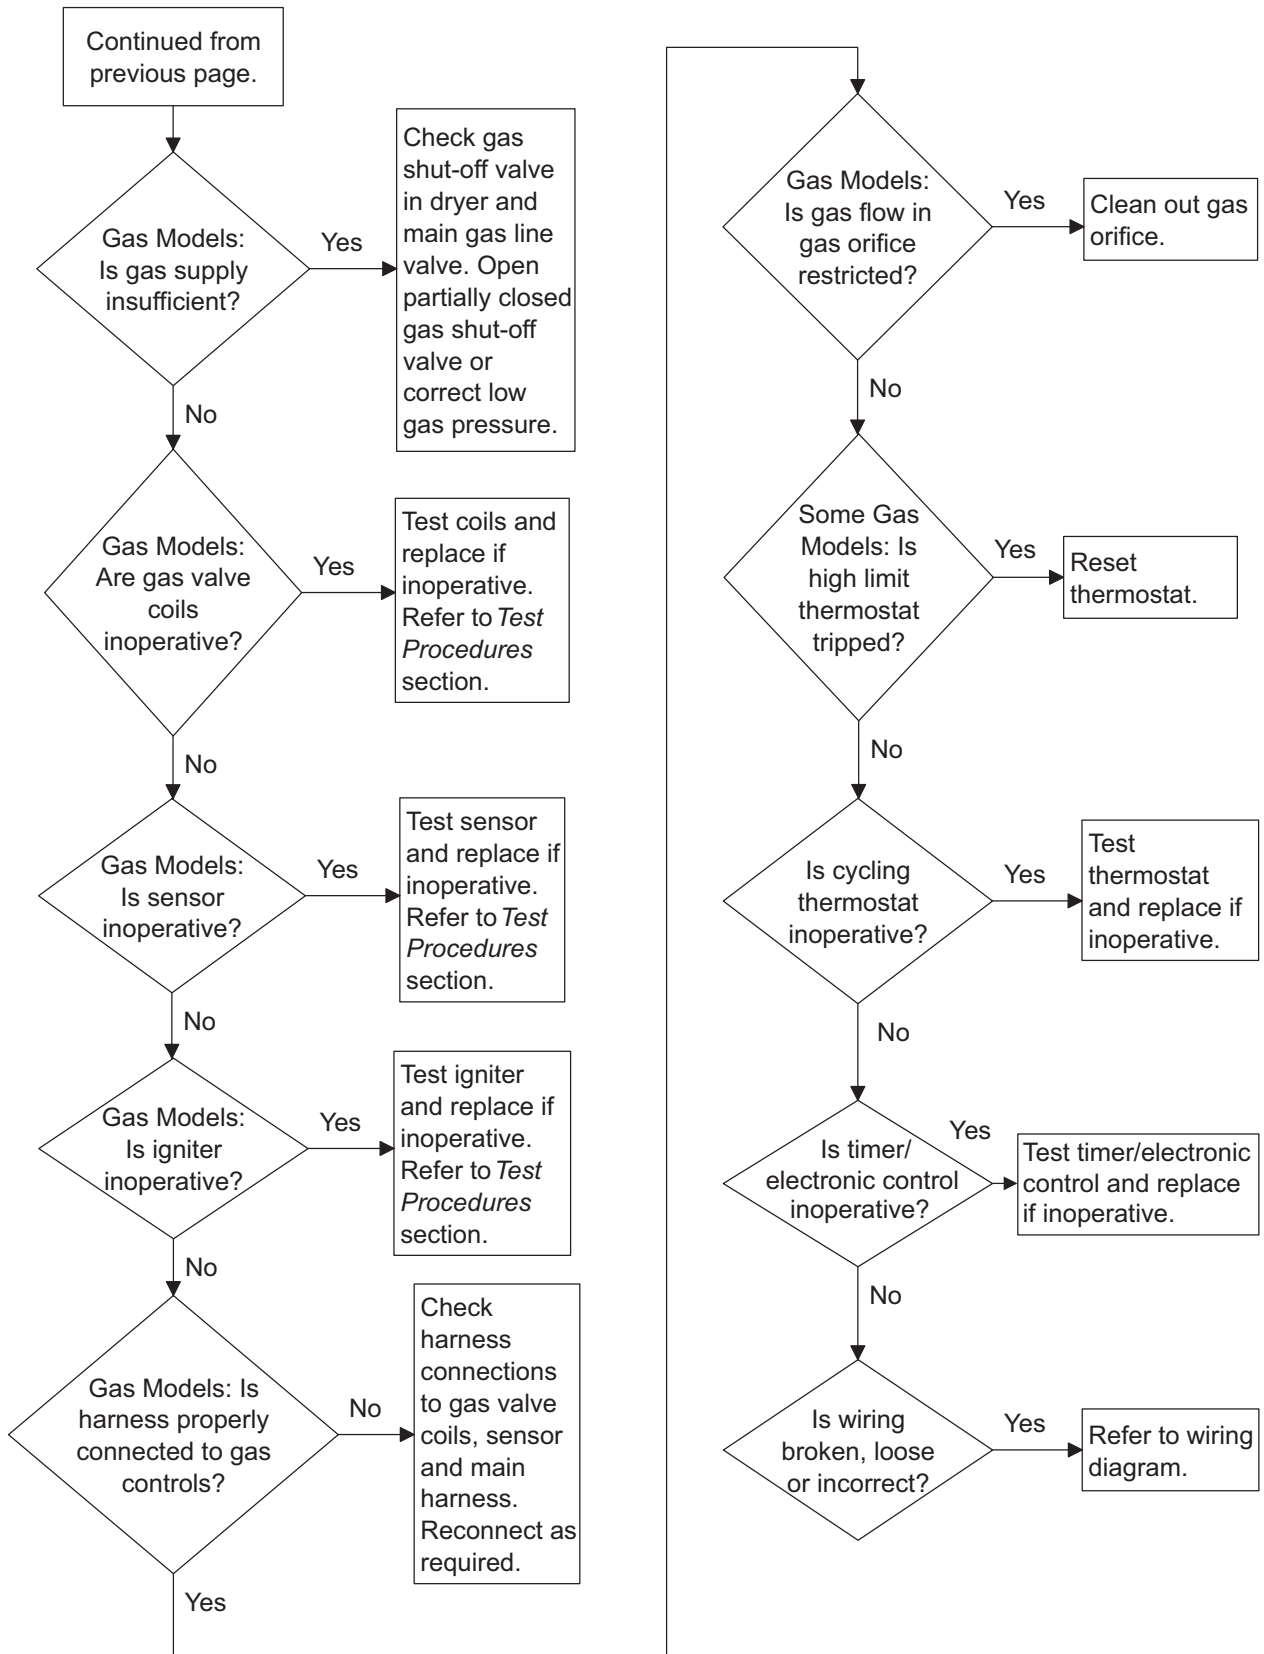 Continued from
previous page.
Gas Models:
Is gas supply
insufficient?
Yes
Check gas
shut-off valve
in dryer and
main gas line
valve. Open
partially closed
gas shut-off
valve or
correct low
gas pressure.
No
Gas Models:
Are gas valve
coils
inoperative?
Yes
Test coils and
replace if
inoperative.
Refer to Test
Procedures
section.
No
Gas Models:
Is sensor
inoperative?
Yes
Test sensor
and replace if
inoperative.
Refer to Test
Procedures
section.
No
Gas Models:
Is igniter
inoperative?
Yes
Test igniter
and replace if
inoperative.
Refer to Test
Procedures
section.
No
Gas Models: Is
harness properly
connected to gas
controls?
No
Check
harness
connections
to gas valve
coils, sensor
and main
harness.
Reconnect as
required.
Yes
Gas Models:
Is gas flow in
gas orifice
restricted?
Yes
Clean out gas
orifice.
No
Some Gas
Models: Is
high limit
thermostat
tripped?
Yes
Reset
thermostat.
No
Is cycling
thermostat
inoperative?
Yes
Test
thermostat
and replace if
inoperative.
No
Is timer/
electronic control
inoperative?
Yes
Test timer/electronic
control and replace
if inoperative.
No
Is wiring
broken, loose
or incorrect?
Yes
Refer to wiring
diagram.